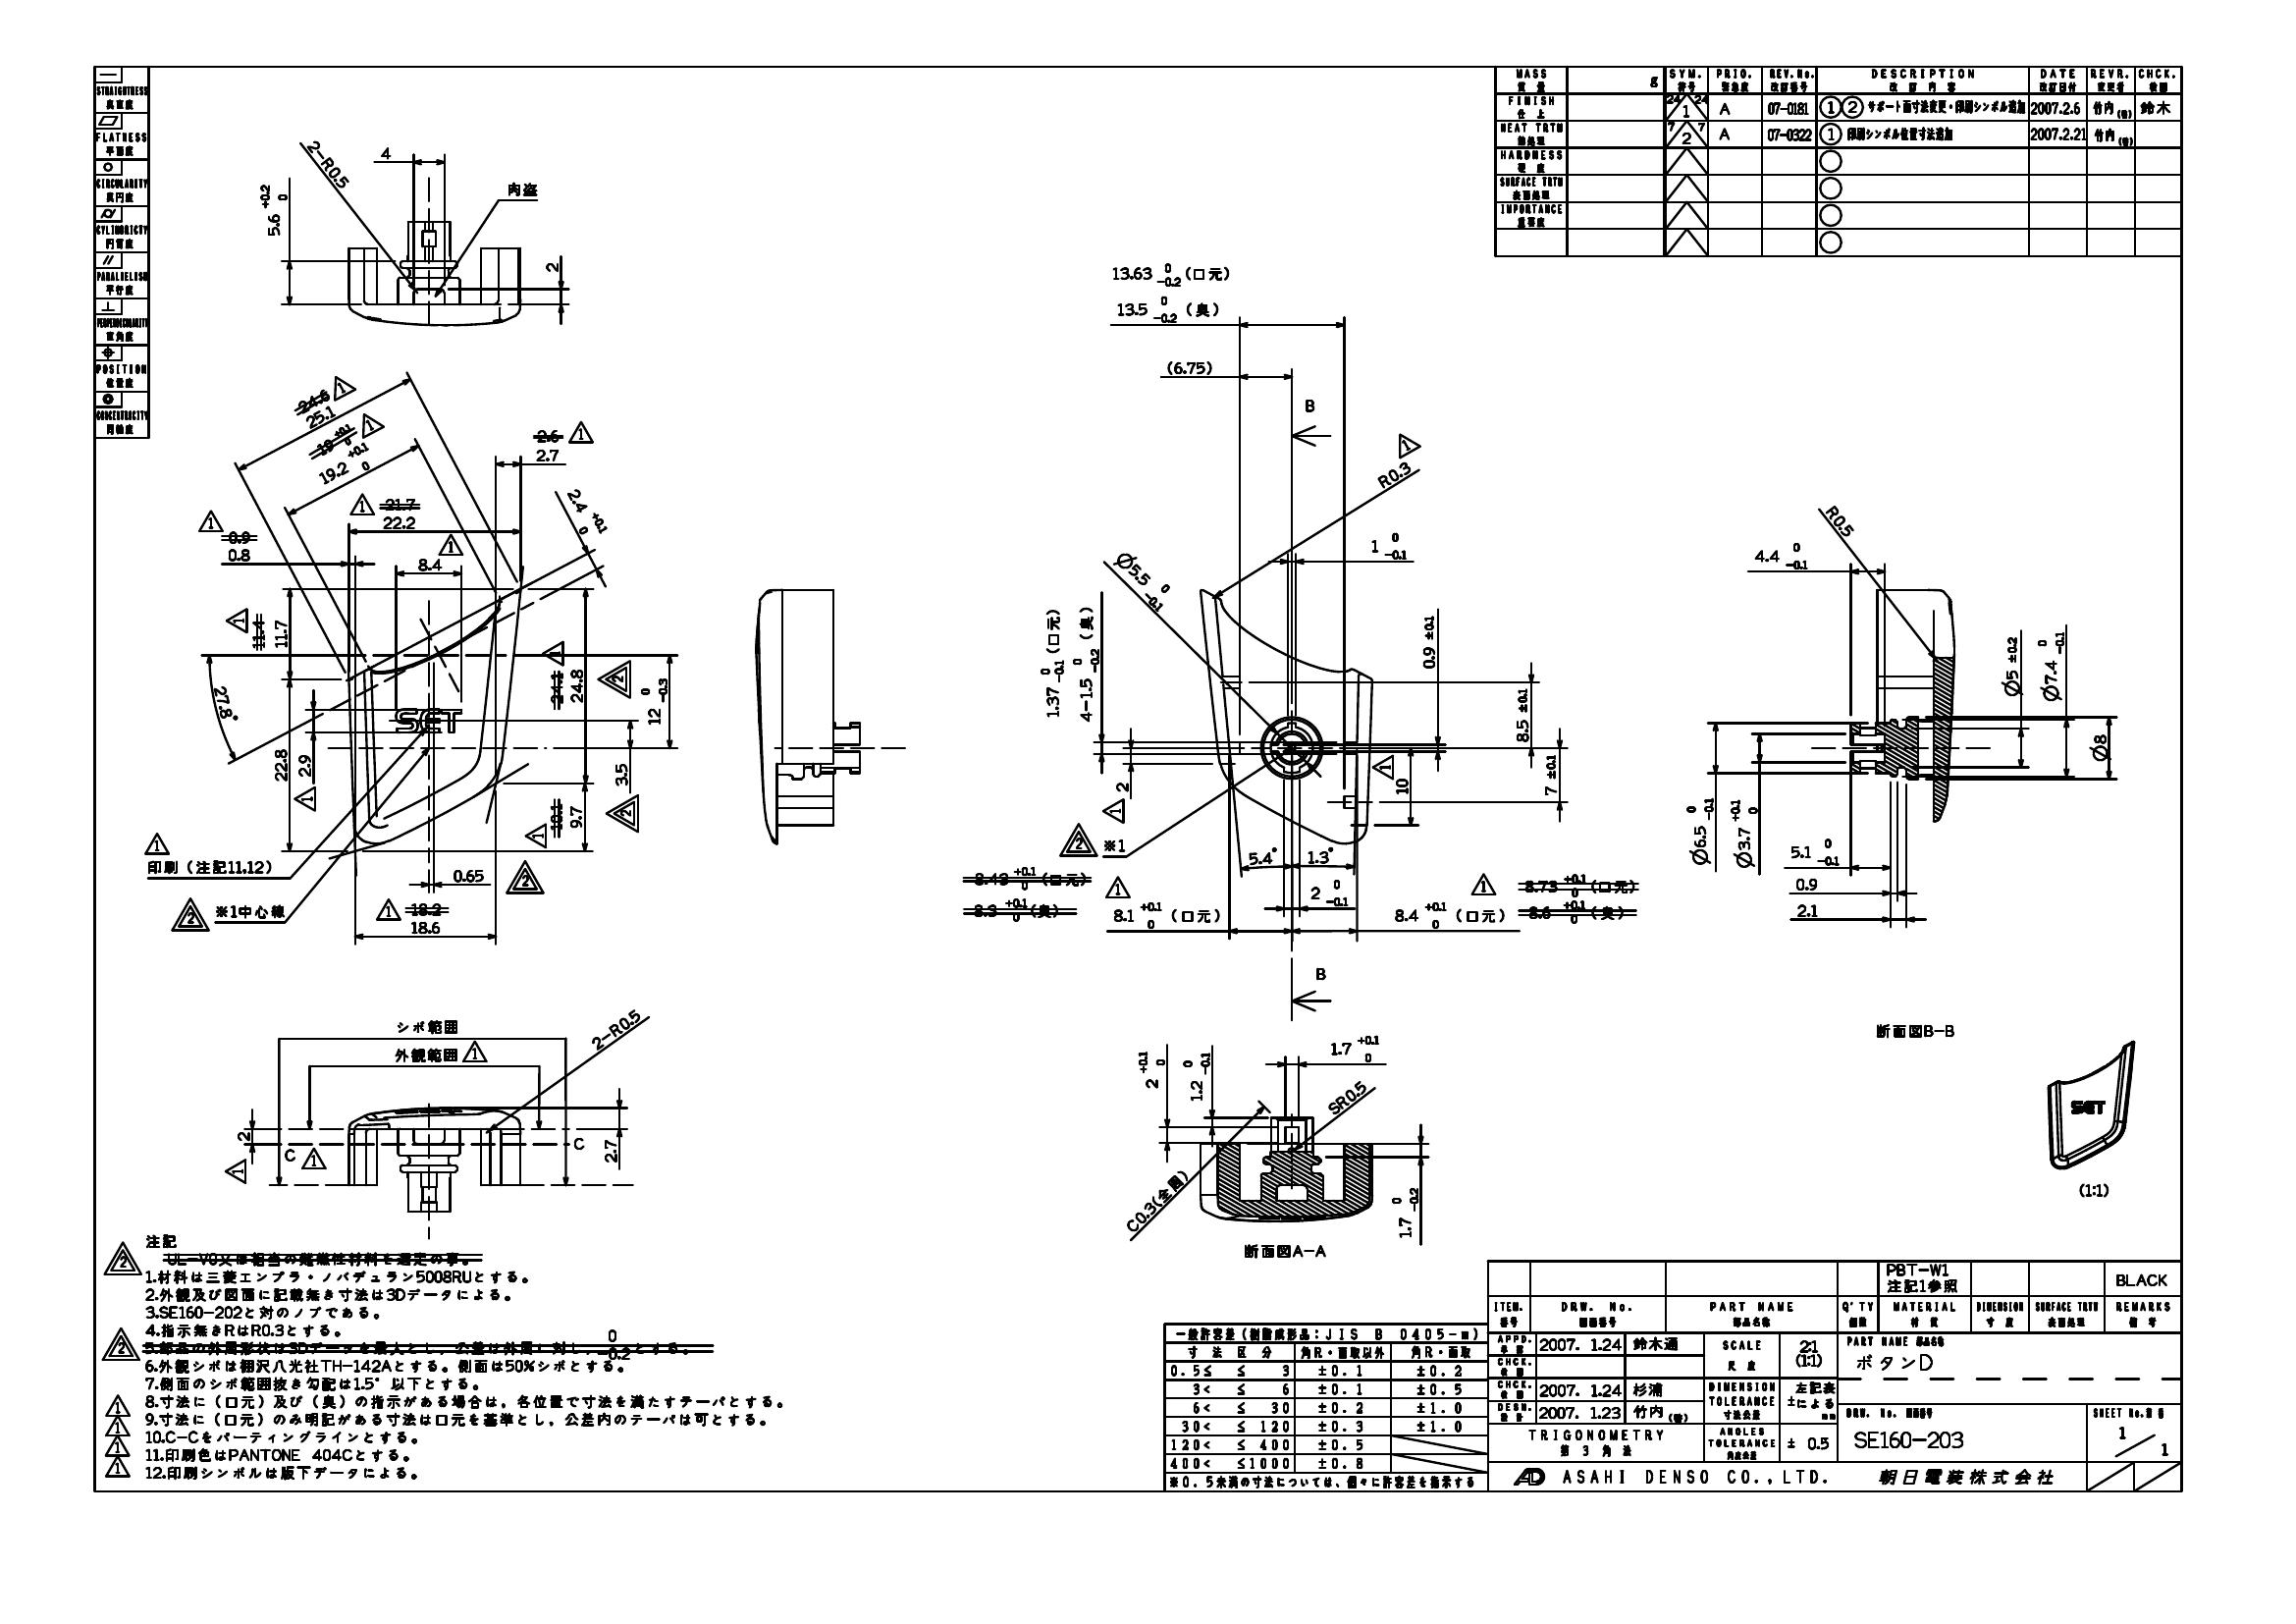 STRAIGHTNESS
真直度
FLATNESS
平面度
CIRCULARITY
真円度
CYLINDRICTY
円筒度
PARALLELISM
平行度
直角度
POSITION
位置度
CONCENTRICITY
同軸度
MASS
質 量
g
SYM.
符号
PRIO.
緊急度
REV.No.
改訂番号
DESCRIPTION
改 訂 内 容
DATE
改訂日付
REVR.
変更者
CHCK.
検図
FINISH
仕 上
24 1 24
A
07-0181
① ② サポート面寸法変更・印刷シンボル追加
2007.2.6
竹内
鈴木
HEAT TRTM
熱処理
7 2 7
A
07-0322
① 印刷シンボル位置寸法追加
2007.2.21
竹内
HARDNESS
硬 度
SURFACE TRTM
表面処理
IMPORTANCE
重要度
2-R0.5
4
肉盗
5.6 +0.2 0
2
24.6
25.1
19 +0.1 0
19.2 +0.1 0
2.6
2.7
2.4 +0.1 0
21.7
22.2
0.9
0.8
8.4
11.4
11.7
27.8°
22.8
2.9
SET
24.1
24.8
12 0 -0.3
3.5
10.1
9.7
印刷（注記11.12）
※1中心線
0.65
18.2
18.6
13.63 0 -0.2 (口元)
13.5 0 -0.2 (奥)
(6.75)
B
R0.3
1 0 -0.1
Ø5.5 0 -0.1
1.37 0 -0.1 (口元)
4-1.5 0 -0.2 (奥)
0.9 ±0.1
8.5 ±0.1
7 ±0.1
2
10
※1
5.4°
1.3°
8.43 +0.1 0 (口元)
8.3 +0.1 0 (奥)
8.1 +0.1 0 (口元)
2 0 -0.1
8.4 +0.1 0 (口元)
8.73 +0.1 0 (口元)
8.6 +0.1 0 (奥)
B
R0.5
4.4 0 -0.1
Ø5 ±0.2
Ø7.4 0 -0.1
Ø8
Ø6.5 0 -0.1
Ø3.7 +0.1 0
5.1 0 -0.1
0.9
2.1
断面図B-B
シボ範囲
外観範囲
2-R0.5
2
C
C
2.7
2 +0.1 0
1.2 0 -0.1
1.7 +0.1 0
SR0.5
C0.3(全周)
1.7 0 -0.2
断面図A-A
SET
(1:1)
注記
UL-V0又は相当の難燃性材料を選定の事。
1.材料は三菱エンプラ・ノバデュラン5008RUとする。
2.外観及び図面に記載無き寸法は3Dデータによる。
3.SE160-202と対のノブである。
4.指示無きRはR0.3とする。
5.部品の外周形状は3Dデータを最大とし，公差は外周に対し 0 -0.2とする。
6.外観シボは棚沢八光社TH-142Aとする。側面は50%シボとする。
7.側面のシボ範囲抜き勾配は1.5°以下とする。
8.寸法に（口元）及び（奥）の指示がある場合は，各位置で寸法を満たすテーパとする。
9.寸法に（口元）のみ明記がある寸法は口元を基準とし，公差内のテーパは可とする。
10.C-Cをパーティングラインとする。
11.印刷色はPANTONE 404Cとする。
12.印刷シンボルは版下データによる。
一般許容差(樹脂成形品：JIS B 0405-m)
寸 法 区 分 角R・面取以外 角R・面取
0.5≦ ≦ 3 ±0.1 ±0.2
3< ≦ 6 ±0.1 ±0.5
6< ≦ 30 ±0.2 ±1.0
30< ≦ 120 ±0.3 ±1.0
120< ≦ 400 ±0.5
400< ≦1000 ±0.8
※0.5未満の寸法については、個々に許容差を指示する
PBT-W1
注記1参照
BLACK
ITEM. DRW. No. PART NAME Q'TY MATERIAL DIMENSION SURFACE TRTM REMARKS
番号 図面番号 部品名称 個数 材 質 寸 度 表面処理 備 考
APPD.
承認
2007. 1.24 鈴木通
CHCK.
検図
CHCK.
検図
2007. 1.24 杉浦
DESN.
設計
2007. 1.23 竹内
SCALE
尺 度
2:1
(1:1)
DIMENSION
TOLERANCE
寸法公差
左記表
±による
mm
TRIGONOMETRY
第 3 角 法
ANGLES
TOLERANCE
角度公差
± 0.5
PART NAME 部品名称
ボタンD
DRW. No. 図面番号
SE160-203
SHEET No.葉番
1/1
ASAHI DENSO CO.,LTD. 朝日電装株式会社